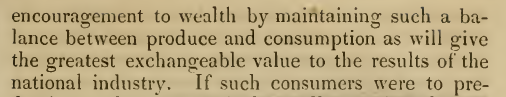 encouragement to wealth by maintaining such a ba-
lance between produce and consumption as will give
the greatest exchangeable value to the results of the
national industry. If such consumers were to pre-